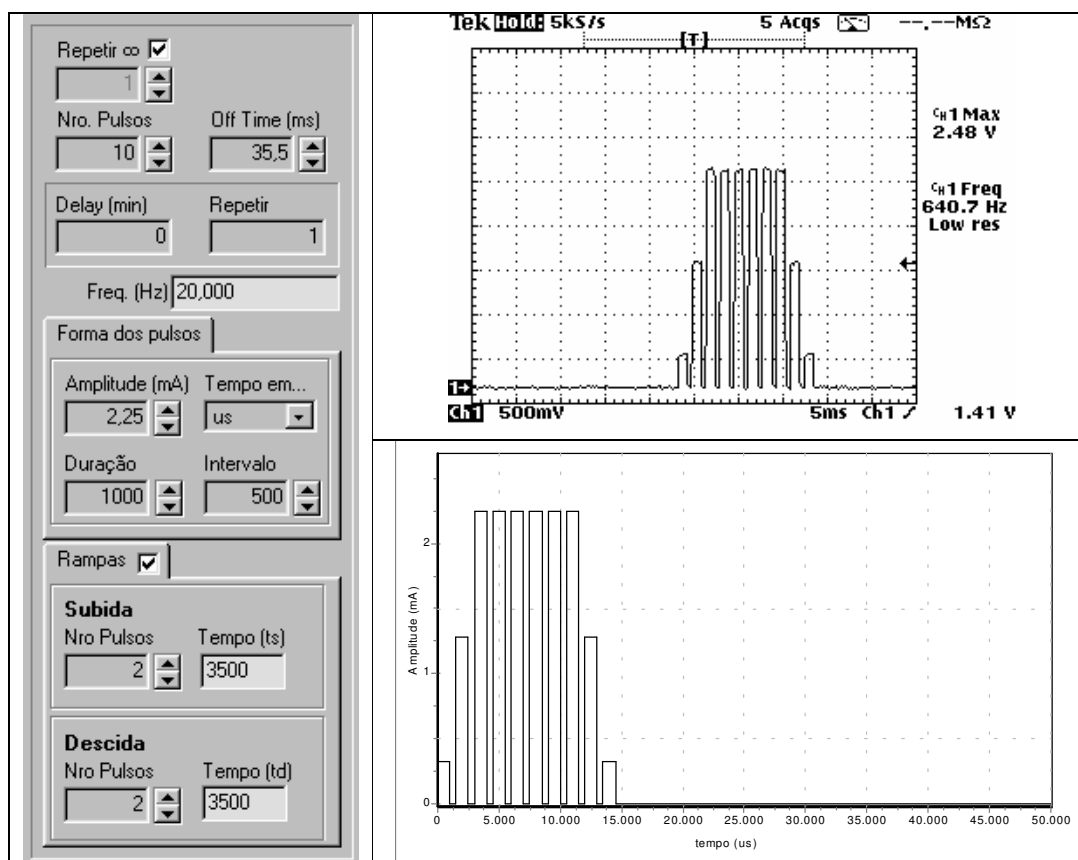 Repetir ∞
1
Nro. Pulsos Off Time (ms)
10 35,5
Delay (min) Repetir
0 1
Freq. (Hz) 20,000
Forma dos pulsos
Amplitude (mA) Tempo em...
2,25 us
Duração Intervalo
1000 500
Rampas
Subida
Nro Pulsos Tempo (ts)
2 3500
Descida
Nro Pulsos Tempo (td)
2 3500
Tek Hold: 5kS/s 5 Acqs --.--MΩ
[T]
CH1 Max
2.48 V
CH1 Freq
640.7 Hz
Low res
1→
Ch1 500mV 5ms Ch1 / 1.41 V
Amplitude (mA)
2
1
0
0 5.000 10.000 15.000 20.000 25.000 30.000 35.000 40.000 45.000 50.000
tempo (us)